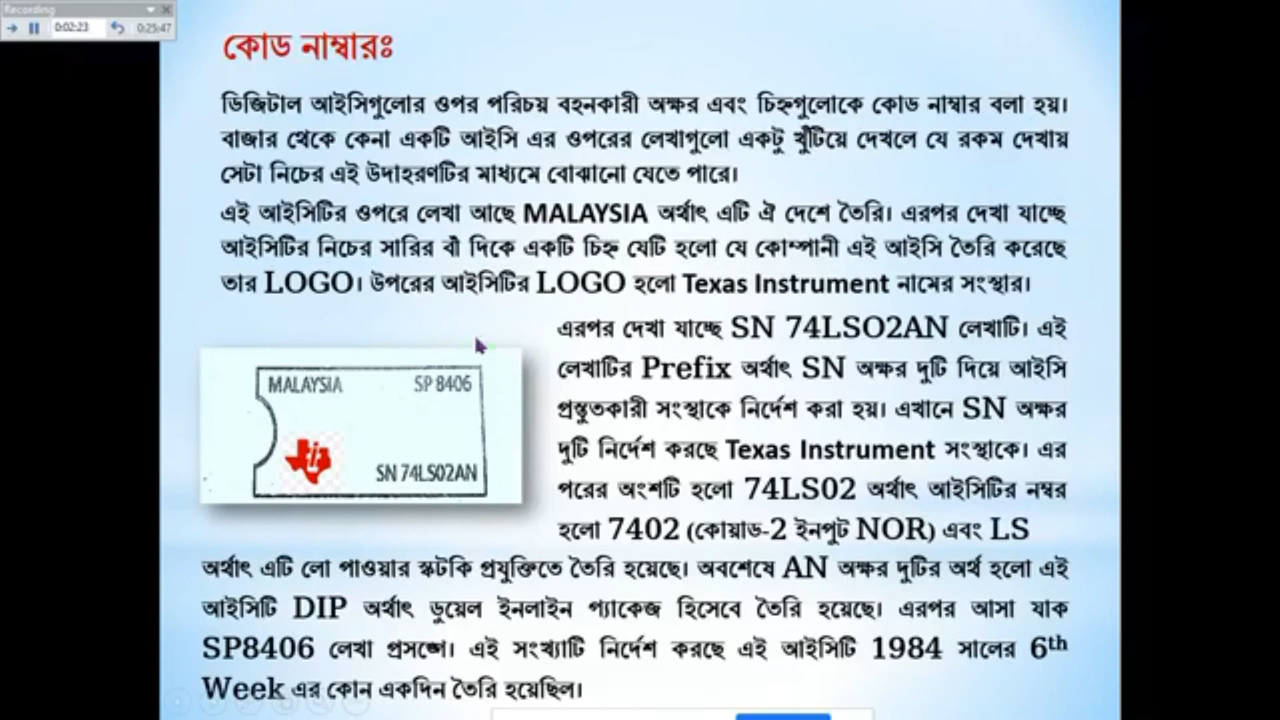 Recording
0:02:23
0:25:47
কোড নাম্বারঃ
ডিজিটাল আইসিগুলোর ওপর পরিচয় বহনকারী অক্ষর এবং চিহ্নগুলোকে কোড নাম্বার বলা হয়।
বাজার থেকে কেনা একটি আইসি এর ওপরের লেখাগুলো একটু খুঁটিয়ে দেখলে যে রকম দেখায়
সেটা নিচের এই উদাহরণটির মাধ্যমে বোঝানো যেতে পারে।
এই আইসিটির ওপরে লেখা আছে MALAYSIA অর্থাৎ এটি ঐ দেশে তৈরি। এরপর দেখা যাচ্ছে
আইসিটির নিচের সারির বাঁ দিকে একটি চিহ্ন যেটি হলো যে কোম্পানী এই আইসি তৈরি করেছে
তার LOGO। উপরের আইসিটির LOGO হলো Texas Instrument নামের সংস্থার।
এরপর দেখা যাচ্ছে SN 74LSO2AN লেখাটি। এই
লেখাটির Prefix অর্থাৎ SN অক্ষর দুটি দিয়ে আইসি
প্রস্তুতকারী সংস্থাকে নির্দেশ করা হয়। এখানে SN অক্ষর
দুটি নির্দেশ করছে Texas Instrument সংস্থাকে। এর
পরের অংশটি হলো 74LS02 অর্থাৎ আইসিটির নম্বর
হলো 7402 (কোয়াড-2 ইনপুট NOR) এবং LS
MALAYSIA SP 8406
SN 74LS02AN
অর্থাৎ এটি লো পাওয়ার স্কটকি প্রযুক্তিতে তৈরি হয়েছে। অবশেষে AN অক্ষর দুটির অর্থ হলো এই
আইসিটি DIP অর্থাৎ ডুয়েল ইনলাইন প্যাকেজ হিসেবে তৈরি হয়েছে। এরপর আসা যাক
SP8406 লেখা প্রসঙ্গে। এই সংখ্যাটি নির্দেশ করছে এই আইসিটি 1984 সালের 6th
Week এর কোন একদিন তৈরি হয়েছিল।